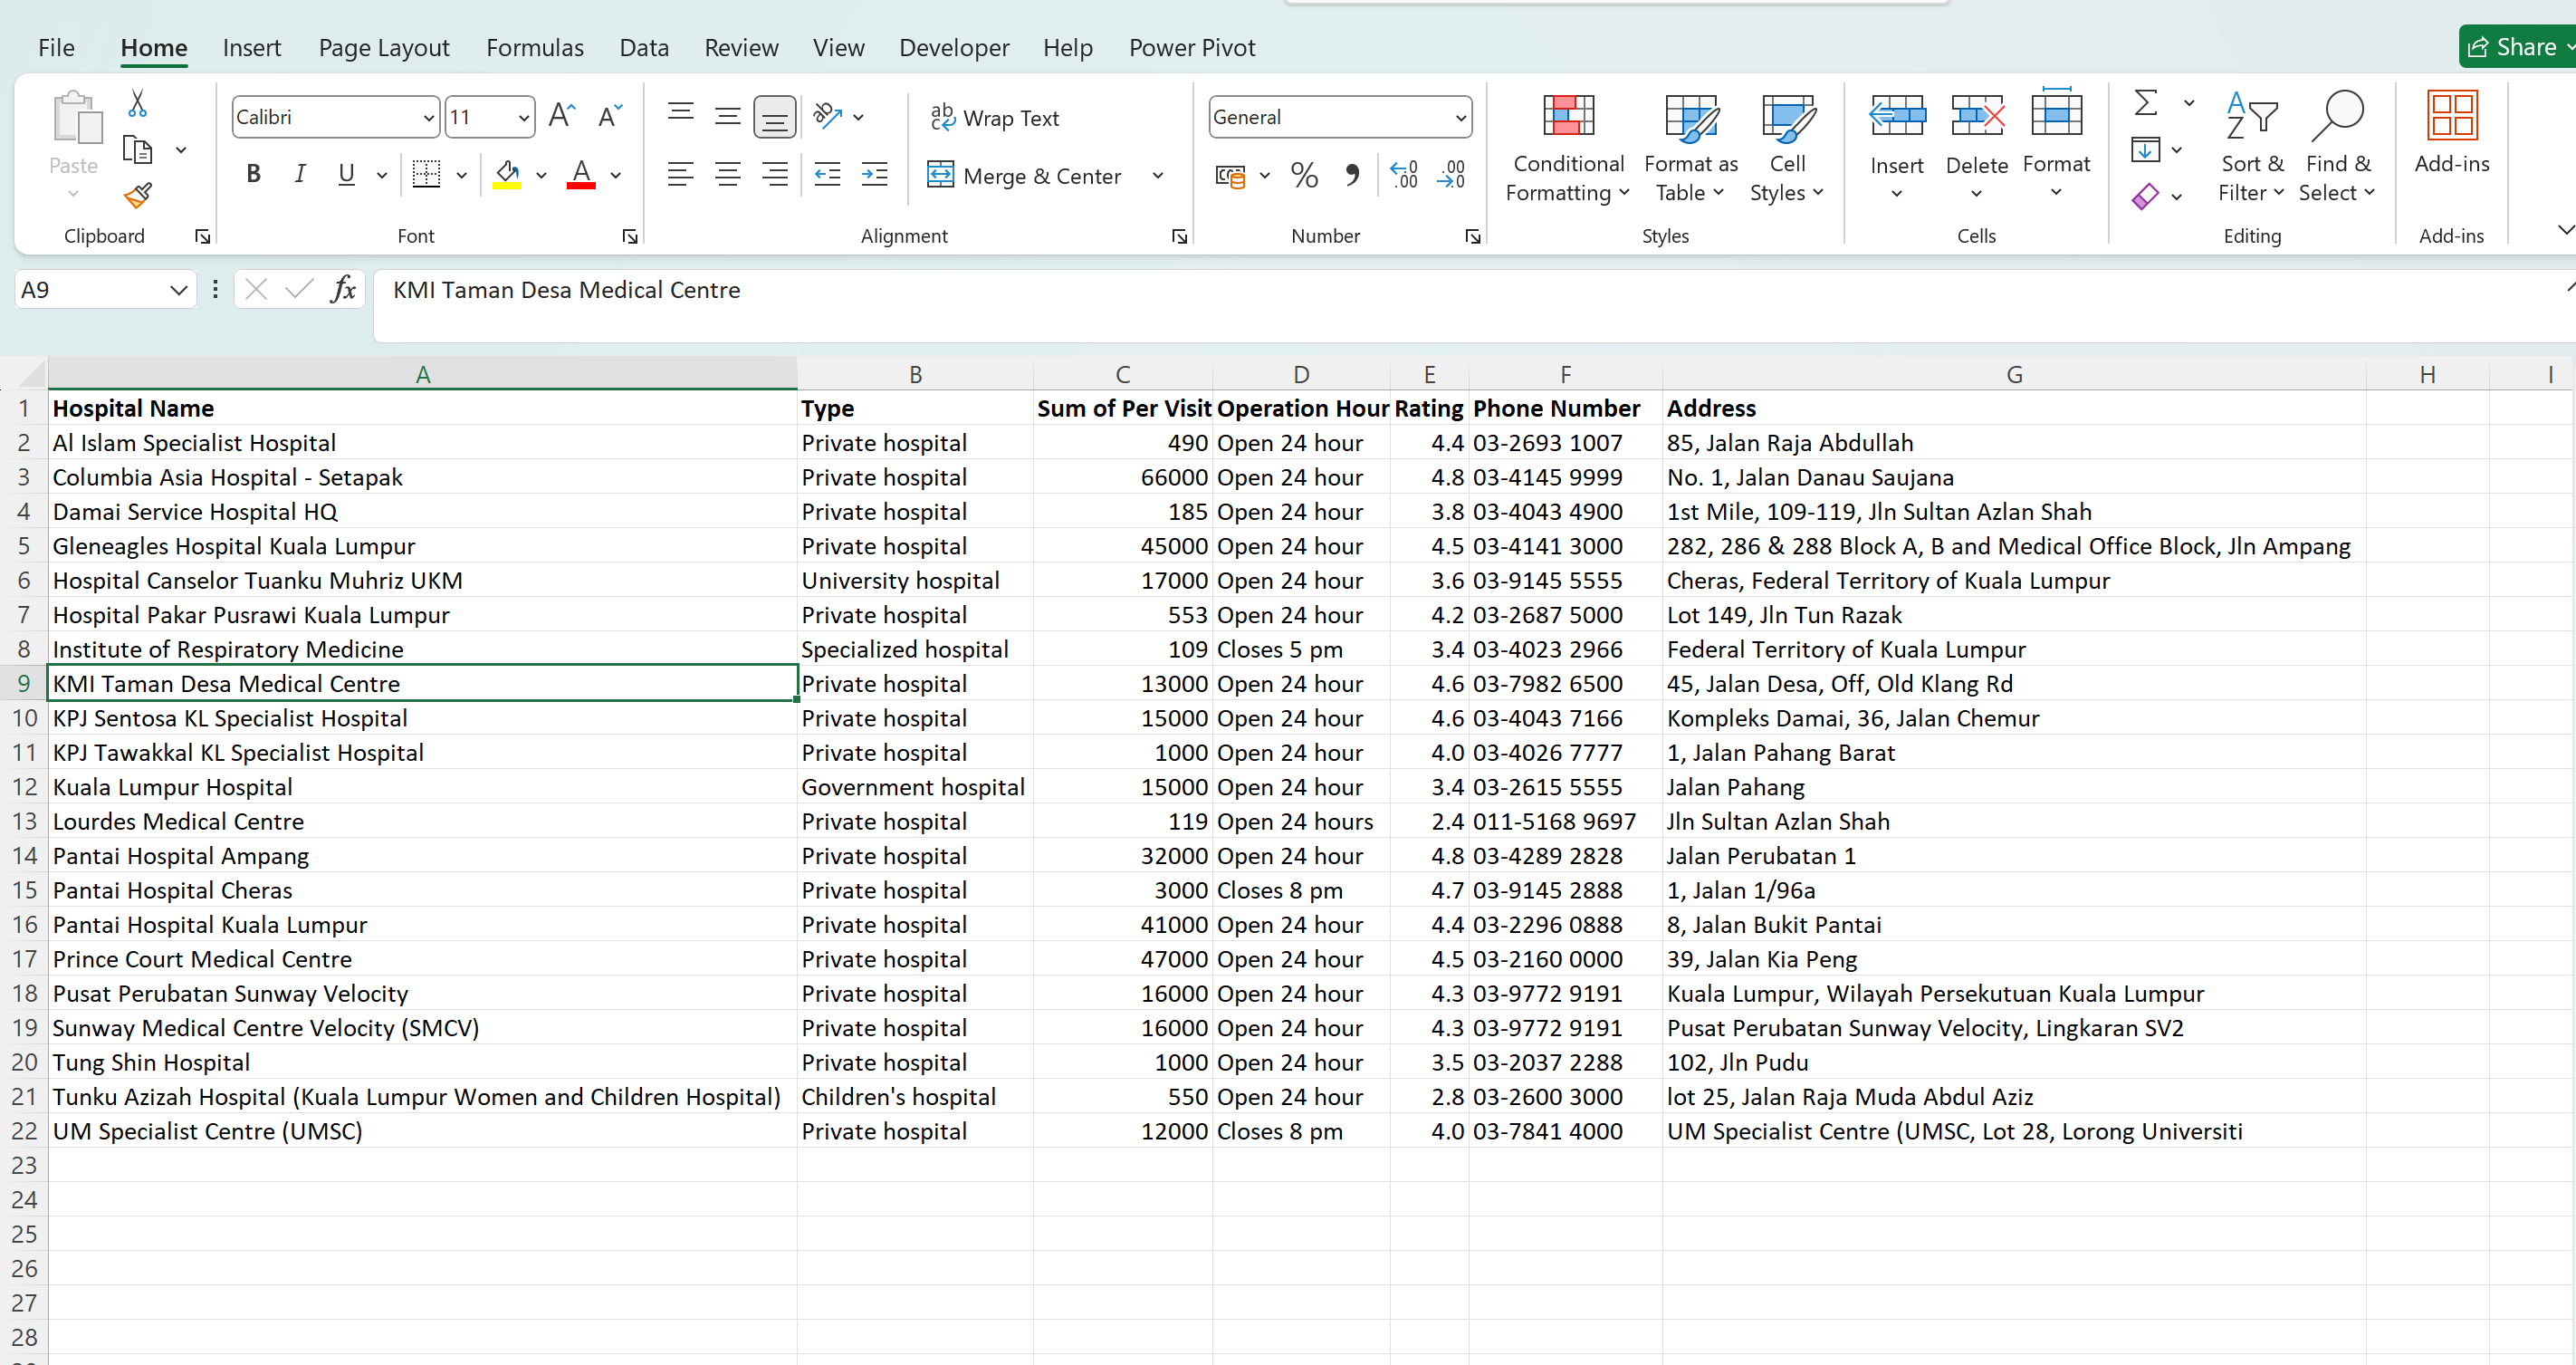 File Home Insert Page Layout Formulas Data Review View Developer Help Power Pivot Share
Calibri 11 Wrap Text General
Paste B I U Merge & Center Conditional Formatting Format as Table Cell Styles Insert Delete Format Sort & Filter Find & Select Add-ins
Clipboard Font Alignment Number Styles Cells Editing Add-ins
A9 fx KMI Taman Desa Medical Centre
A B C D E F G H I
1 Hospital Name Type Sum of Per Visit Operation Hour Rating Phone Number Address
2 Al Islam Specialist Hospital Private hospital 490 Open 24 hour 4.4 03-2693 1007 85, Jalan Raja Abdullah
3 Columbia Asia Hospital - Setapak Private hospital 66000 Open 24 hour 4.8 03-4145 9999 No. 1, Jalan Danau Saujana
4 Damai Service Hospital HQ Private hospital 185 Open 24 hour 3.8 03-4043 4900 1st Mile, 109-119, Jln Sultan Azlan Shah
5 Gleneagles Hospital Kuala Lumpur Private hospital 45000 Open 24 hour 4.5 03-4141 3000 282, 286 & 288 Block A, B and Medical Office Block, Jln Ampang
6 Hospital Canselor Tuanku Muhriz UKM University hospital 17000 Open 24 hour 3.6 03-9145 5555 Cheras, Federal Territory of Kuala Lumpur
7 Hospital Pakar Pusrawi Kuala Lumpur Private hospital 553 Open 24 hour 4.2 03-2687 5000 Lot 149, Jln Tun Razak
8 Institute of Respiratory Medicine Specialized hospital 109 Closes 5 pm 3.4 03-4023 2966 Federal Territory of Kuala Lumpur
9 KMI Taman Desa Medical Centre Private hospital 13000 Open 24 hour 4.6 03-7982 6500 45, Jalan Desa, Off, Old Klang Rd
10 KPJ Sentosa KL Specialist Hospital Private hospital 15000 Open 24 hour 4.6 03-4043 7166 Kompleks Damai, 36, Jalan Chemur
11 KPJ Tawakkal KL Specialist Hospital Private hospital 1000 Open 24 hour 4.0 03-4026 7777 1, Jalan Pahang Barat
12 Kuala Lumpur Hospital Government hospital 15000 Open 24 hour 3.4 03-2615 5555 Jalan Pahang
13 Lourdes Medical Centre Private hospital 119 Open 24 hours 2.4 011-5168 9697 Jln Sultan Azlan Shah
14 Pantai Hospital Ampang Private hospital 32000 Open 24 hour 4.8 03-4289 2828 Jalan Perubatan 1
15 Pantai Hospital Cheras Private hospital 3000 Closes 8 pm 4.7 03-9145 2888 1, Jalan 1/96a
16 Pantai Hospital Kuala Lumpur Private hospital 41000 Open 24 hour 4.4 03-2296 0888 8, Jalan Bukit Pantai
17 Prince Court Medical Centre Private hospital 47000 Open 24 hour 4.5 03-2160 0000 39, Jalan Kia Peng
18 Pusat Perubatan Sunway Velocity Private hospital 16000 Open 24 hour 4.3 03-9772 9191 Kuala Lumpur, Wilayah Persekutuan Kuala Lumpur
19 Sunway Medical Centre Velocity (SMCV) Private hospital 16000 Open 24 hour 4.3 03-9772 9191 Pusat Perubatan Sunway Velocity, Lingkaran SV2
20 Tung Shin Hospital Private hospital 1000 Open 24 hour 3.5 03-2037 2288 102, Jln Pudu
21 Tunku Azizah Hospital (Kuala Lumpur Women and Children Hospital) Children's hospital 550 Open 24 hour 2.8 03-2600 3000 lot 25, Jalan Raja Muda Abdul Aziz
22 UM Specialist Centre (UMSC) Private hospital 12000 Closes 8 pm 4.0 03-7841 4000 UM Specialist Centre (UMSC, Lot 28, Lorong Universiti
23
24
25
26
27
28